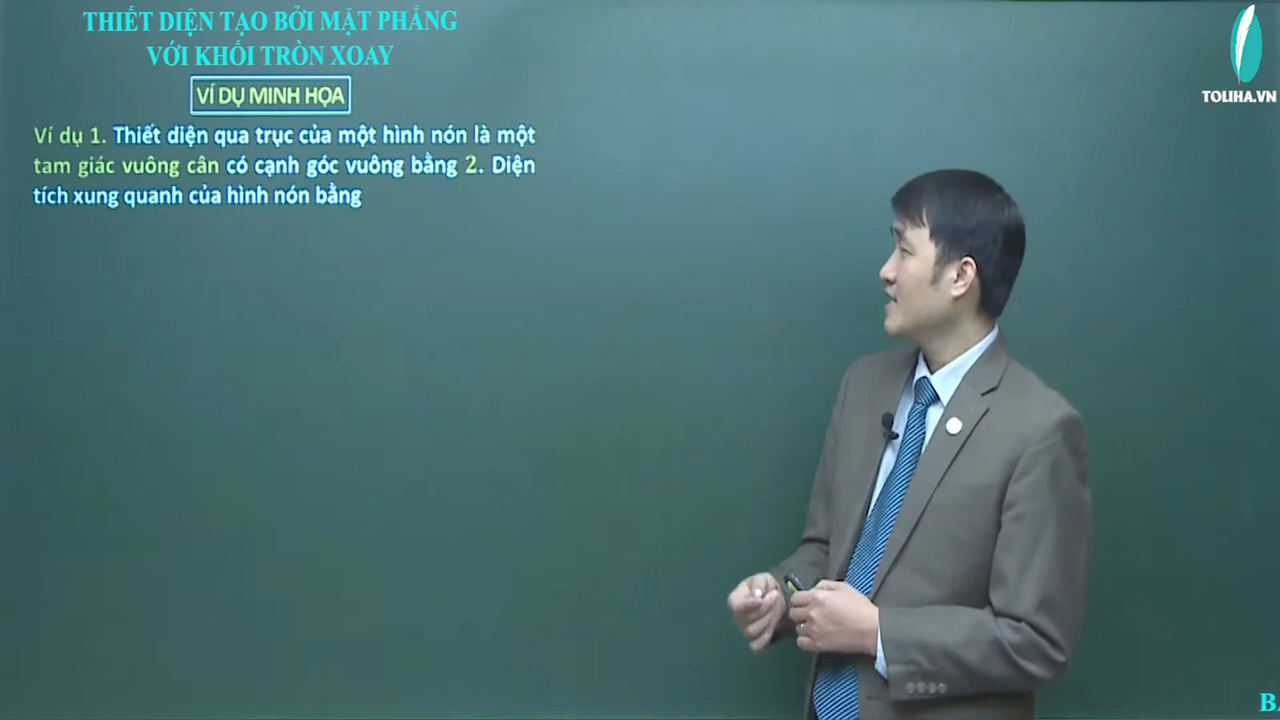 THIẾT DIỆN TẠO BỞI MẶT PHẲNG
VỚI KHỐI TRÒN XOAY
VÍ DỤ MINH HỌA
Ví dụ 1. Thiết diện qua trục của một hình nón là một
tam giác vuông cân có cạnh góc vuông bằng 2. Diện
tích xung quanh của hình nón bằng
TOLIHA.VN